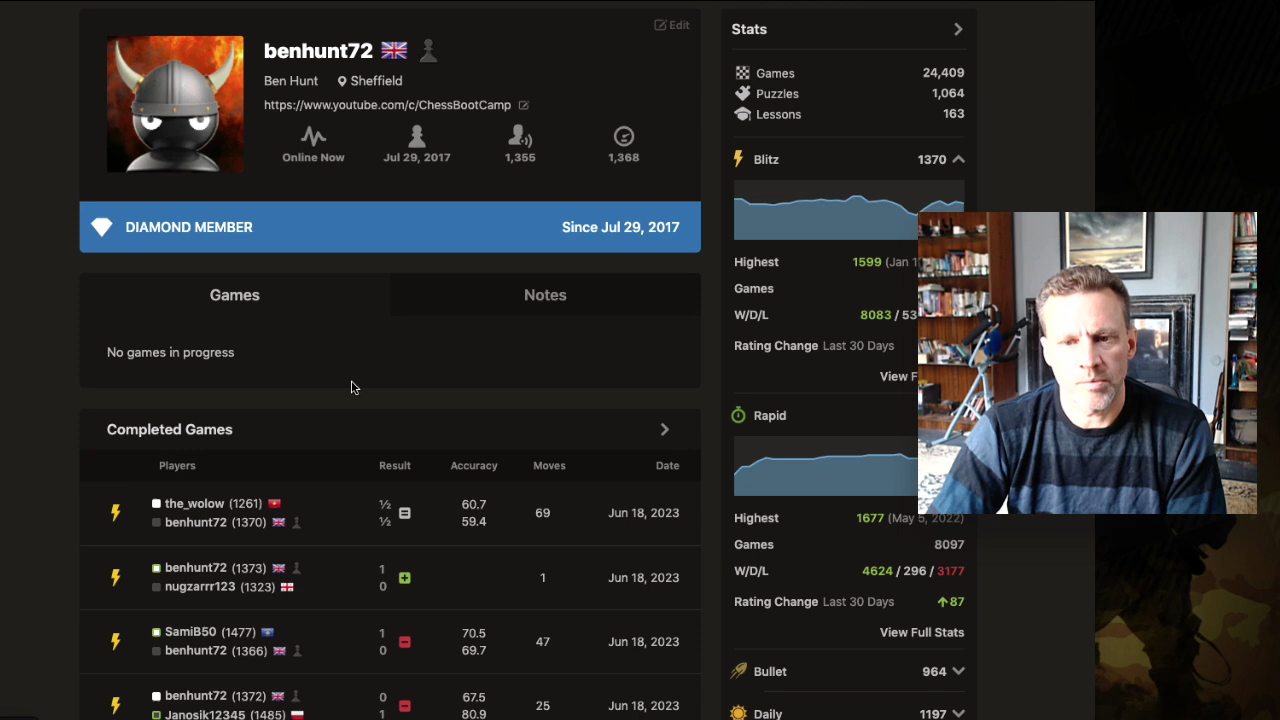 Edit
benhunt72
Ben Hunt Sheffield
https://www.youtube.com/c/ChessBootCamp
Online Now Jul 29, 2017 1,355 1,368
DIAMOND MEMBER Since Jul 29, 2017
Games Notes
No games in progress
Completed Games
Players Result Accuracy Moves Date
the_wolow (1261) ½ 60.7
benhunt72 (1370) ½ 59.4
69 Jun 18, 2023
benhunt72 (1373) 1
nugzarrr123 (1323) 0
1 Jun 18, 2023
SamiB50 (1477) 1 70.5
benhunt72 (1366) 0 69.7
47 Jun 18, 2023
benhunt72 (1372) 0 67.5
Janosik12345 (1485) 1 80.9
25 Jun 18, 2023
Stats
Games 24,409
Puzzles 1,064
Lessons 163
Blitz 1370
Highest 1599 (Jan 1
Games
W/D/L 8083 / 53
Rating Change Last 30 Days
View F
Rapid
Highest 1677 (May 5, 2022)
Games 8097
W/D/L 4624 / 296 / 3177
Rating Change Last 30 Days 87
View Full Stats
Bullet 964
Daily 1197